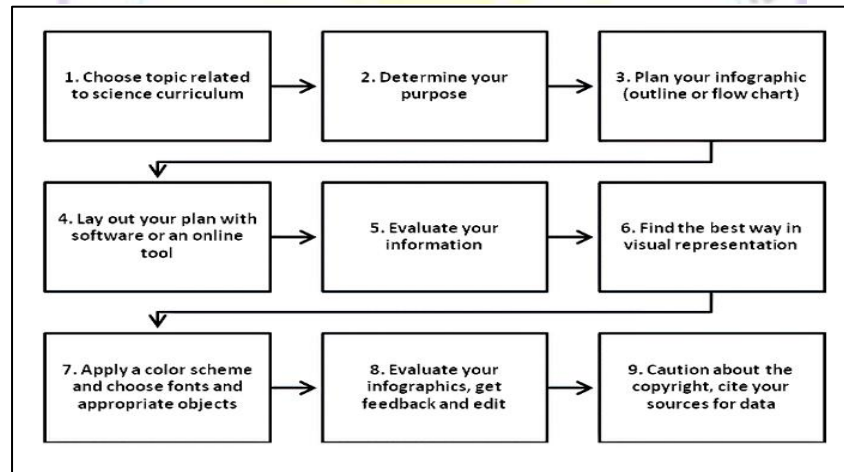 1. Choose topic related
to science curriculum
2. Determine your
purpose
3. Plan your infographic
(outline or flow chart)
4. Lay out your plan with
software or an online
tool
5. Evaluate your
information
6. Find the best way in
visual representation
7. Apply a color scheme
and choose fonts and
appropriate objects
8. Evaluate your
infographics, get
feedback and edit
9. Caution about the
copyright, cite your
sources for data